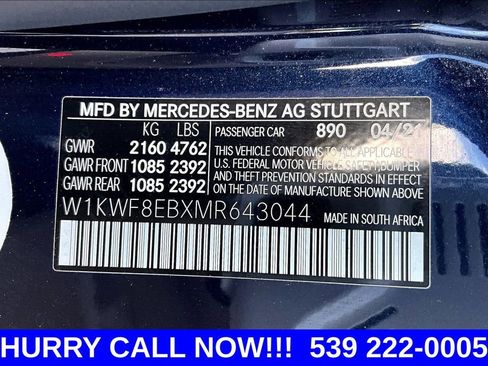 MFD BY MERCEDES-BENZ AG STUTTGART
KG LBS PASSENGER CAR 890 04/21
GVWR 2160 4762 THIS VEHICLE CONFORMS TO ALL APPLICABLE
GAWR FRONT 1085 2392 U.S. FEDERAL MOTOR VEHICLE SAFETY, BUMPER
AND THEFT PREVENTION STANDARDS IN EFFECT
GAWR REAR 1085 2392 ON THE DATE OF MANUFACTURE SHOWN ABOVE
W1KWF8EBXMR643044 MADE IN SOUTH AFRICA
HURRY CALL NOW!!! 539 222-0005